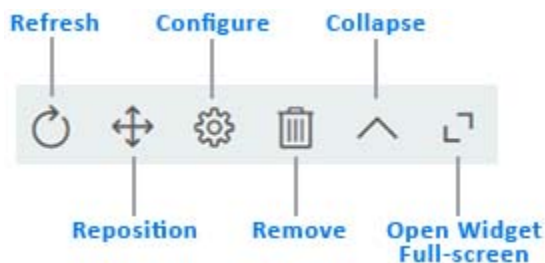 Refresh
Configure
Collapse
Reposition
Remove
Open Widget
Full-screen